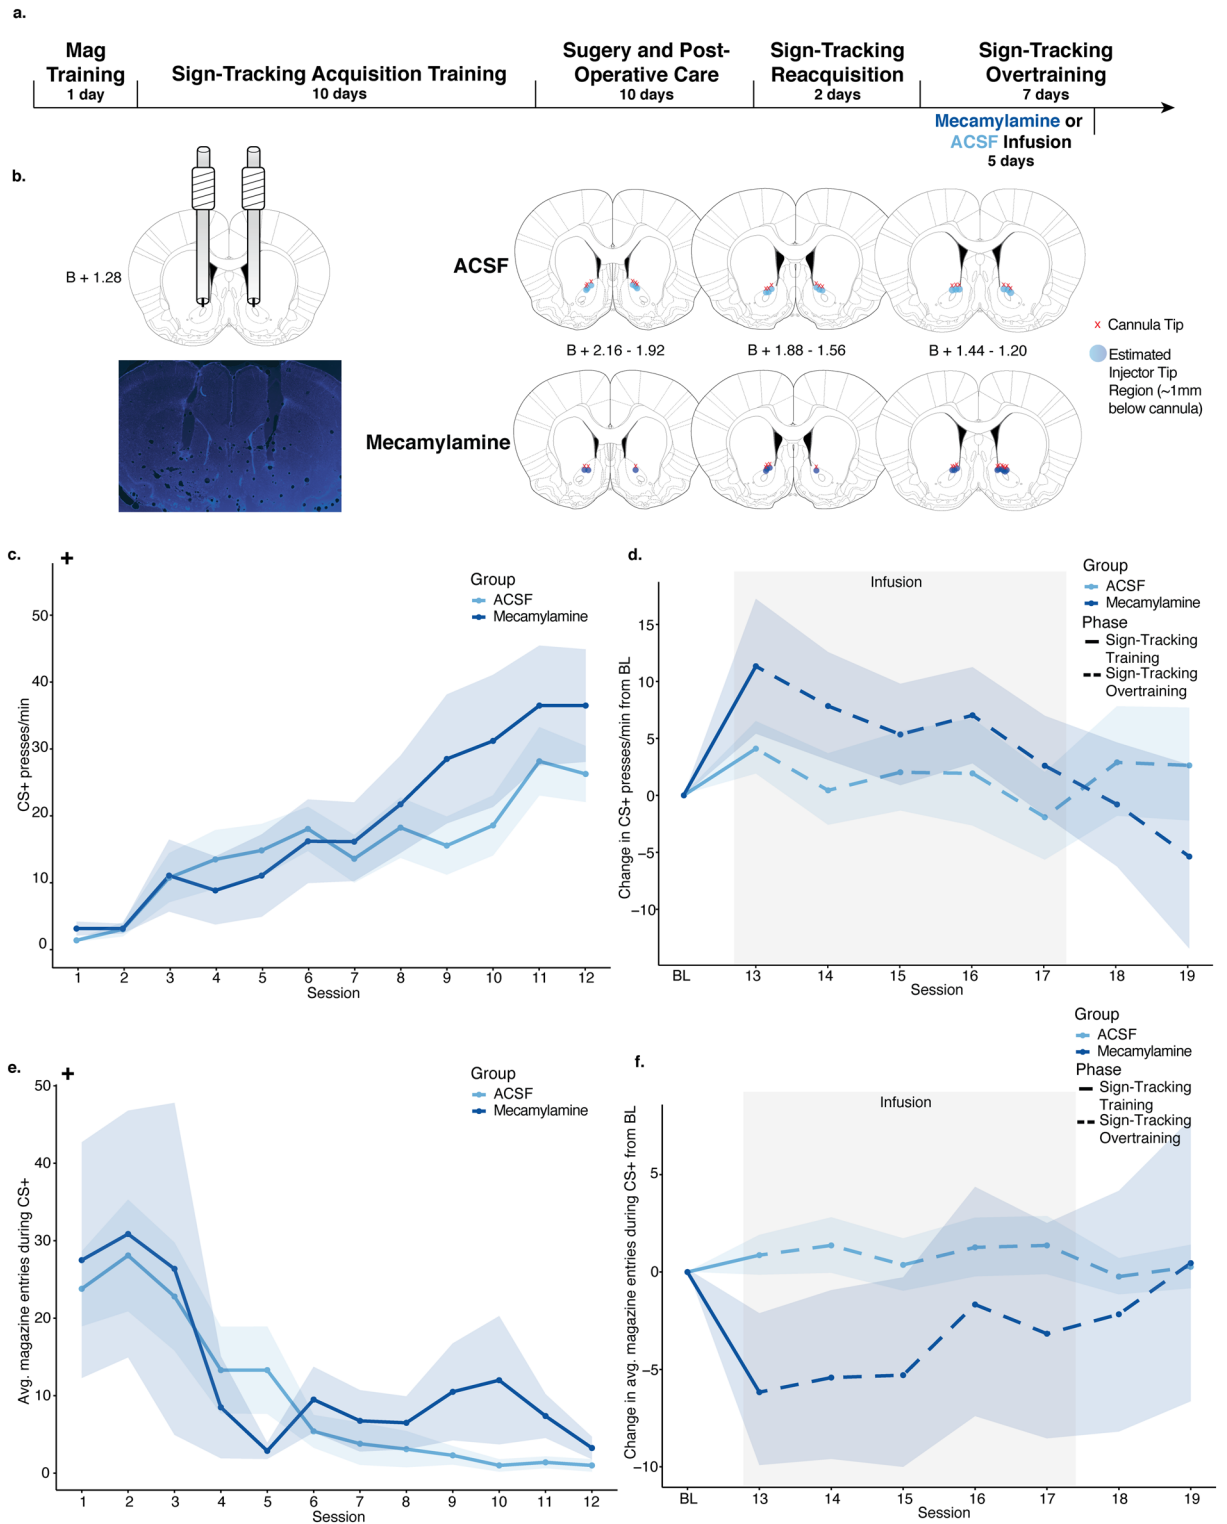 a.
Mag
Training
1 day
Sign-Tracking Acquisition Training
10 days
Sugery and Post-
Operative Care
10 days
Sign-Tracking
Reacquisition
2 days
Sign-Tracking
Overtraining
7 days
Mecamylamine or
ACSF Infusion
5 days
b.
B + 1.28
ACSF
B + 2.16 - 1.92
B + 1.88 - 1.56
B + 1.44 - 1.20
Mecamylamine
x Cannula Tip
Estimated
Injector Tip
Region (~1mm
below cannula)
c.
+
CS+ presses/min
50
40
30
20
10
0
1 2 3 4 5 6 7 8 9 10 11 12
Session
Group
ACSF
Mecamylamine
d.
Infusion
Change in CS+ presses/min from BL
15
10
5
0
−5
−10
BL 13 14 15 16 17 18 19
Session
Group
ACSF
Mecamylamine
Phase
Sign-Tracking
Training
Sign-Tracking
Overtraining
e.
+
Avg. magazine entries during CS+
50
40
30
20
10
0
1 2 3 4 5 6 7 8 9 10 11 12
Session
Group
ACSF
Mecamylamine
f.
Infusion
Change in avg. magazine entries during CS+ from BL
5
0
−5
−10
BL 13 14 15 16 17 18 19
Session
Group
ACSF
Mecamylamine
Phase
Sign-Tracking
Training
Sign-Tracking
Overtraining